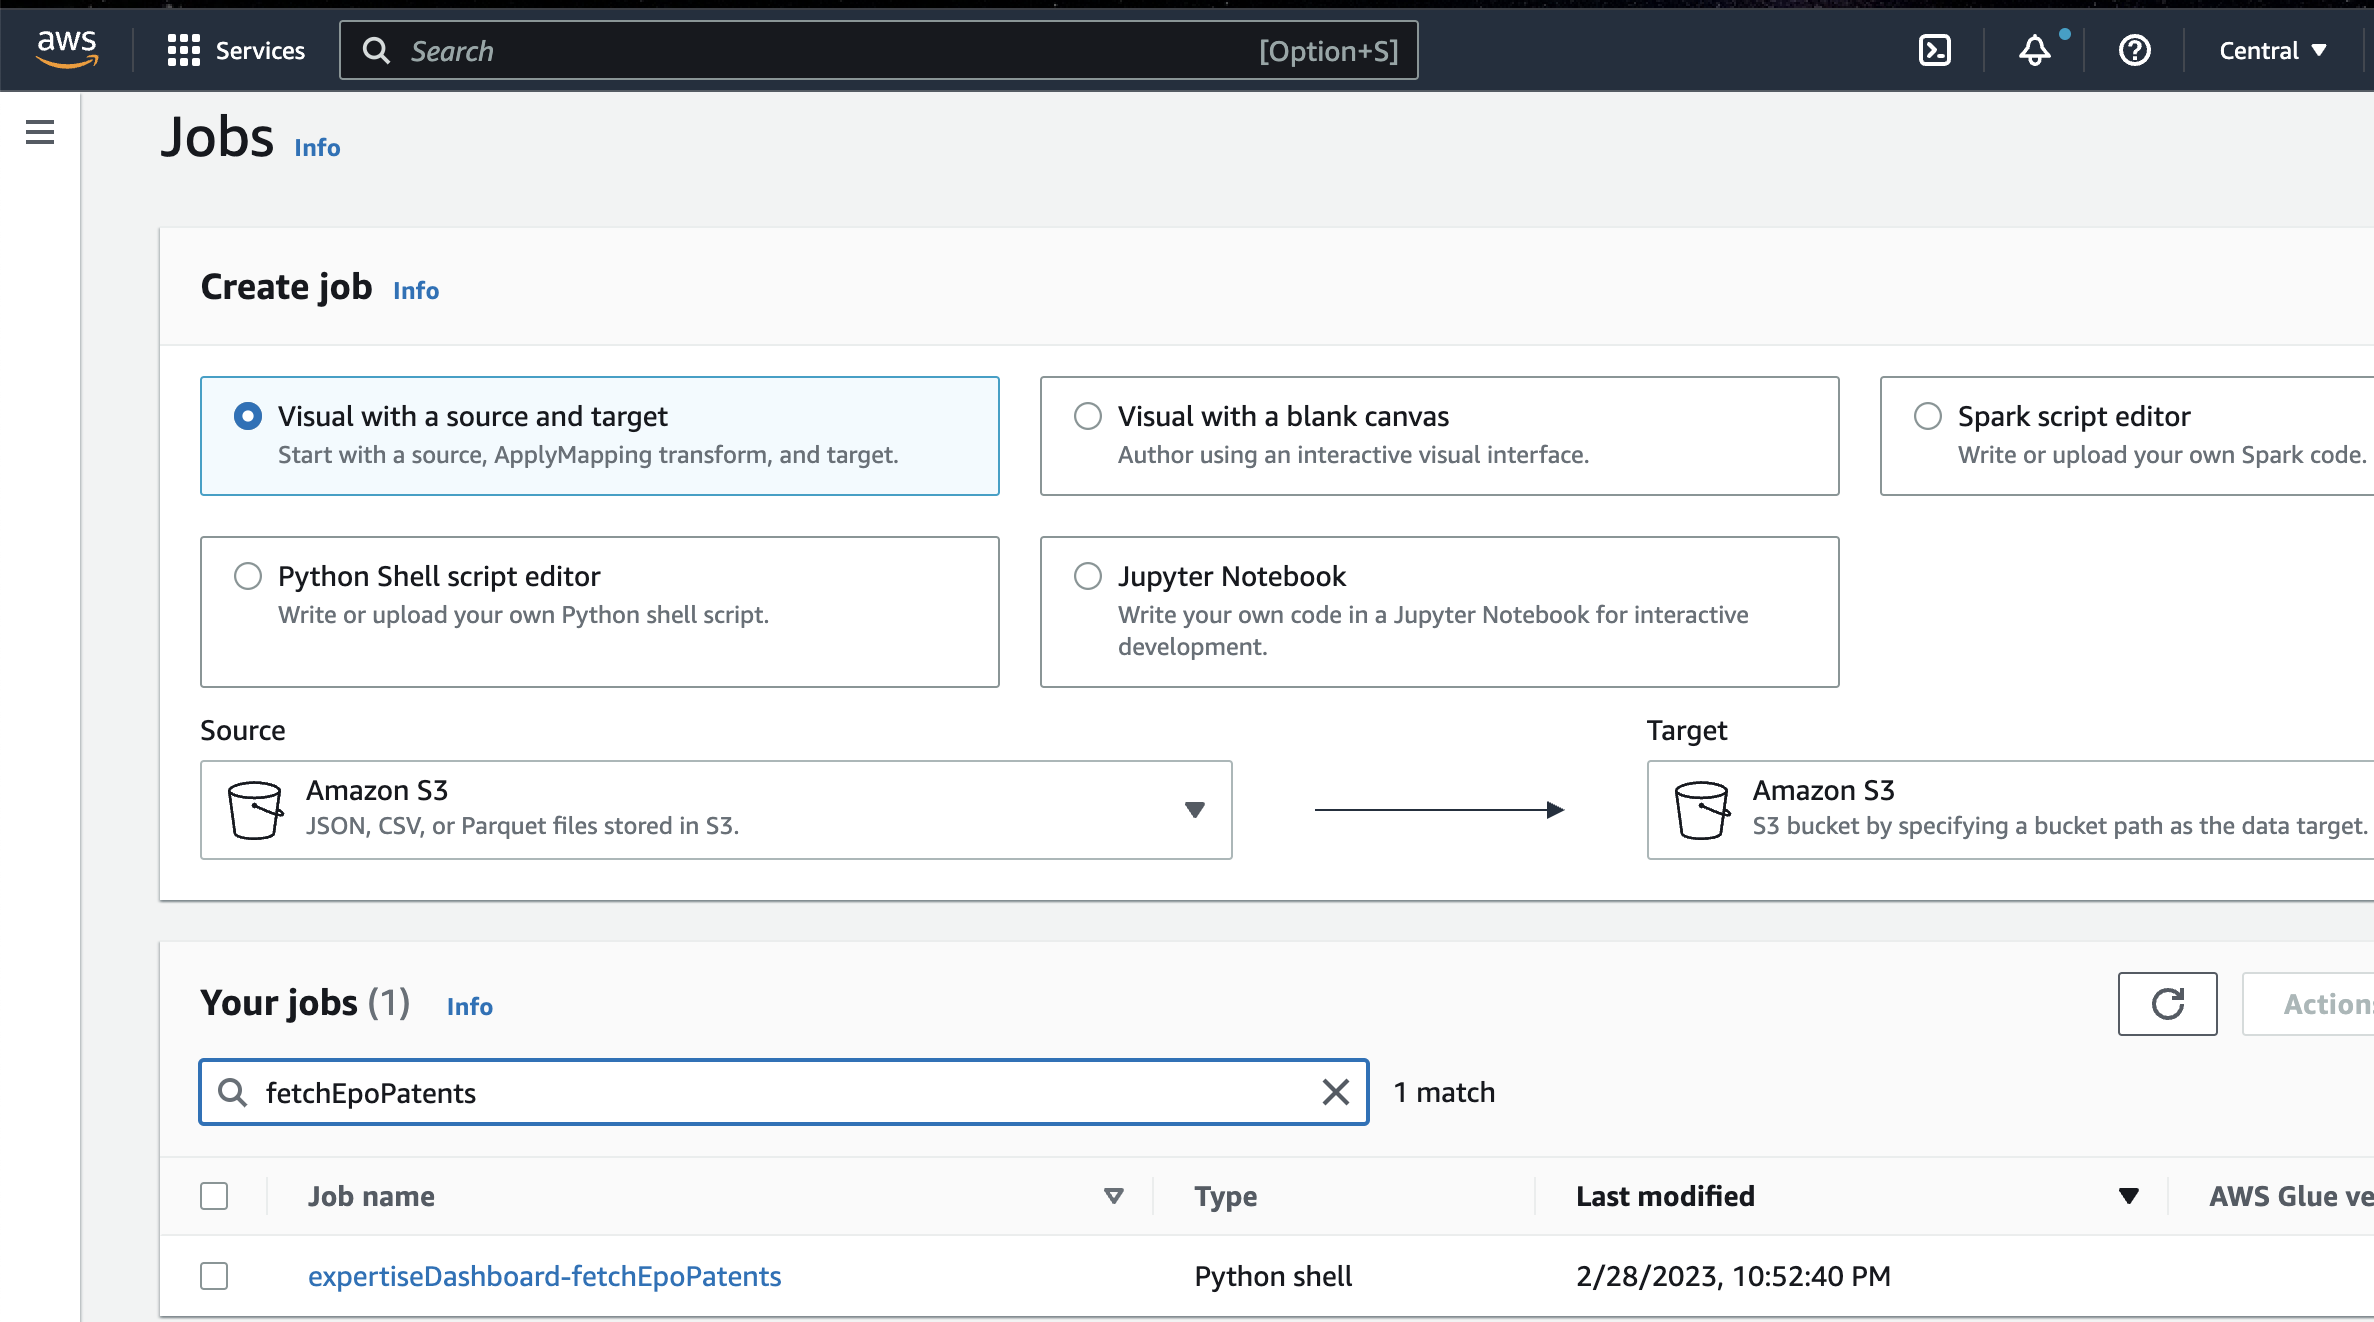 aws
Services
Search
[Option+S]
Central
Jobs
Info
Create job
Info
Visual with a source and target
Start with a source, ApplyMapping transform, and target.
Visual with a blank canvas
Author using an interactive visual interface.
Spark script editor
Write or upload your own Spark code.
Python Shell script editor
Write or upload your own Python shell script.
Jupyter Notebook
Write your own code in a Jupyter Notebook for interactive
development.
Source
Target
Amazon S3
JSON, CSV, or Parquet files stored in S3.
Amazon S3
S3 bucket by specifying a bucket path as the data target.
Your jobs (1)
Info
Action
fetchEpoPatents
1 match
Job name
Type
Last modified
AWS Glue ve
expertiseDashboard-fetchEpoPatents
Python shell
2/28/2023, 10:52:40 PM